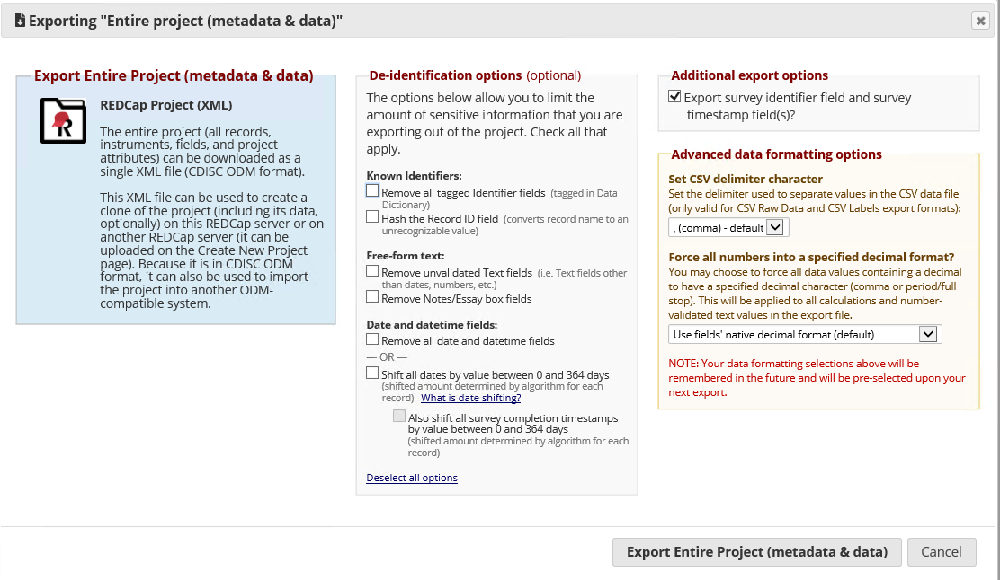 Exporting "Entire project (metadata & data)"
Export Entire Project (metadata & data)
REDCap Project (XML)
The entire project (all records,
instruments, fields, and project
attributes) can be downloaded as a
single XML file (CDISC ODM format).
This XML file can be used to create a
clone of the project (including its data,
optionally) on this REDCap server or on
another REDCap server (it can be
uploaded on the Create New Project
page). Because it is in CDISC ODM
format, it can also be used to import
the project into another ODM-
compatible system.
De-identification options (optional)
The options below allow you to limit the
amount of sensitive information that you are
exporting out of the project. Check all that
apply.
Known Identifiers:
Remove all tagged Identifier fields (tagged in Data
Dictionary)
Hash the Record ID field (converts record name to an
unrecognizable value)
Free-form text:
Remove unvalidated Text fields (i.e. Text fields other
than dates, numbers, etc.)
Remove Notes/Essay box fields
Date and datetime fields:
Remove all date and datetime fields
— OR —
Shift all dates by value between 0 and 364 days
(shifted amount determined by algorithm for each
record) What is date shifting?
Also shift all survey completion timestamps
by value between 0 and 364 days
(shifted amount determined by algorithm for each
record)
Deselect all options
Additional export options
Export survey identifier field and survey
timestamp field(s)?
Advanced data formatting options
Set CSV delimiter character
Set the delimiter used to separate values in the CSV data file
(only valid for CSV Raw Data and CSV Labels export formats):
, (comma) - default
Force all numbers into a specified decimal format?
You may choose to force all data values containing a decimal
to have a specified decimal character (comma or period/full
stop). This will be applied to all calculations and number-
validated text values in the export file.
Use fields' native decimal format (default)
NOTE: Your data formatting selections above will be
remembered in the future and will be pre-selected upon your
next export.
Export Entire Project (metadata & data)
Cancel